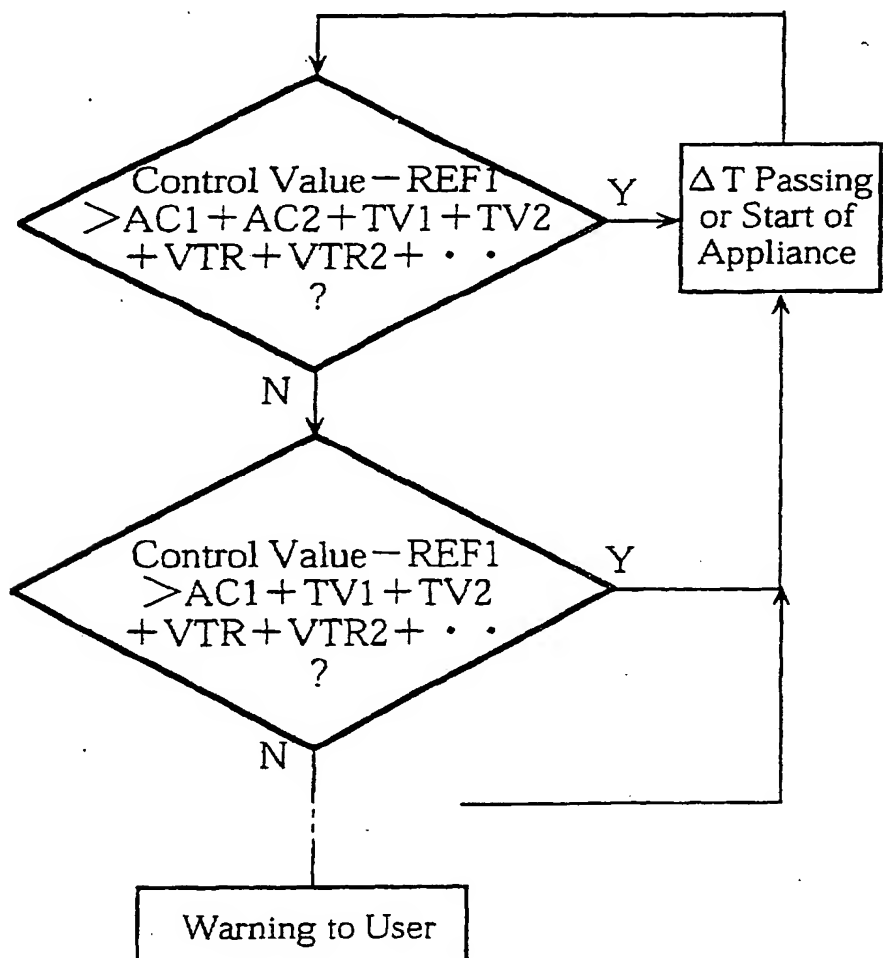 Control Value－REF1
＞AC1＋AC2＋TV1＋TV2
＋VTR＋VTR2＋・・
?
Y
ΔT Passing
or Start of
Appliance
N
Control Value－REF1
＞AC1＋TV1＋TV2
＋VTR＋VTR2＋・・
?
Y
N
Warning to User